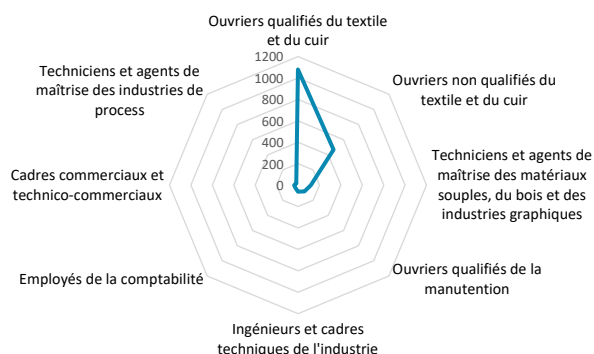 Ouvriers qualifiés du textile
et du cuir
1200
1000
800
600
400
200
0
Ouvriers non qualifiés du
textile et du cuir
Techniciens et agents de
maîtrise des matériaux
souples, du bois et des
industries graphiques
Ouvriers qualifiés de la
manutention
Ingénieurs et cadres
techniques de l'industrie
Employés de la comptabilité
Cadres commerciaux et
technico-commerciaux
Techniciens et agents de
maîtrise des industries de
process